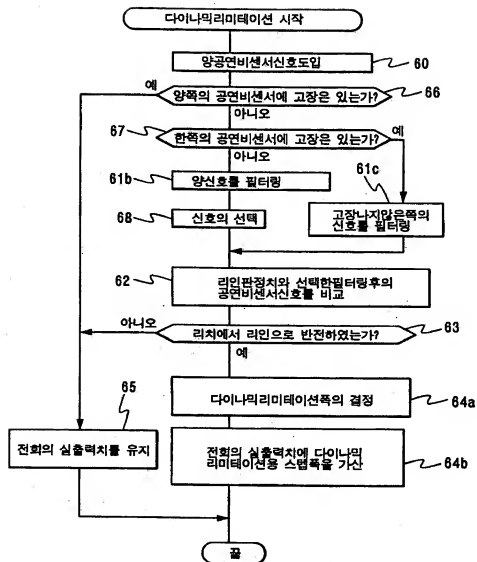 다이나믹리미테이션 시작
양공연비센서신호도입
60
예
양쪽의 공연비센서에 고장은 있는가?
66
아니오
67
한쪽의 공연비센서에 고장은 있는가?
예
아니오
61b
양신호를 필터링
61c
68
신호의 선택
고장나지않은쪽의
신호를 필터링
62
리인판정치와 선택한필터링후의
공연비센서신호를 비교
아니오
리치에서 리인으로 반전하였는가?
63
예
다이나믹리미테이션폭의 결정
64a
65
전회의 실출력치를 유지
전회의 실출력치에 다이나믹
리미테이션용 스텝폭을 가산
64b
끝